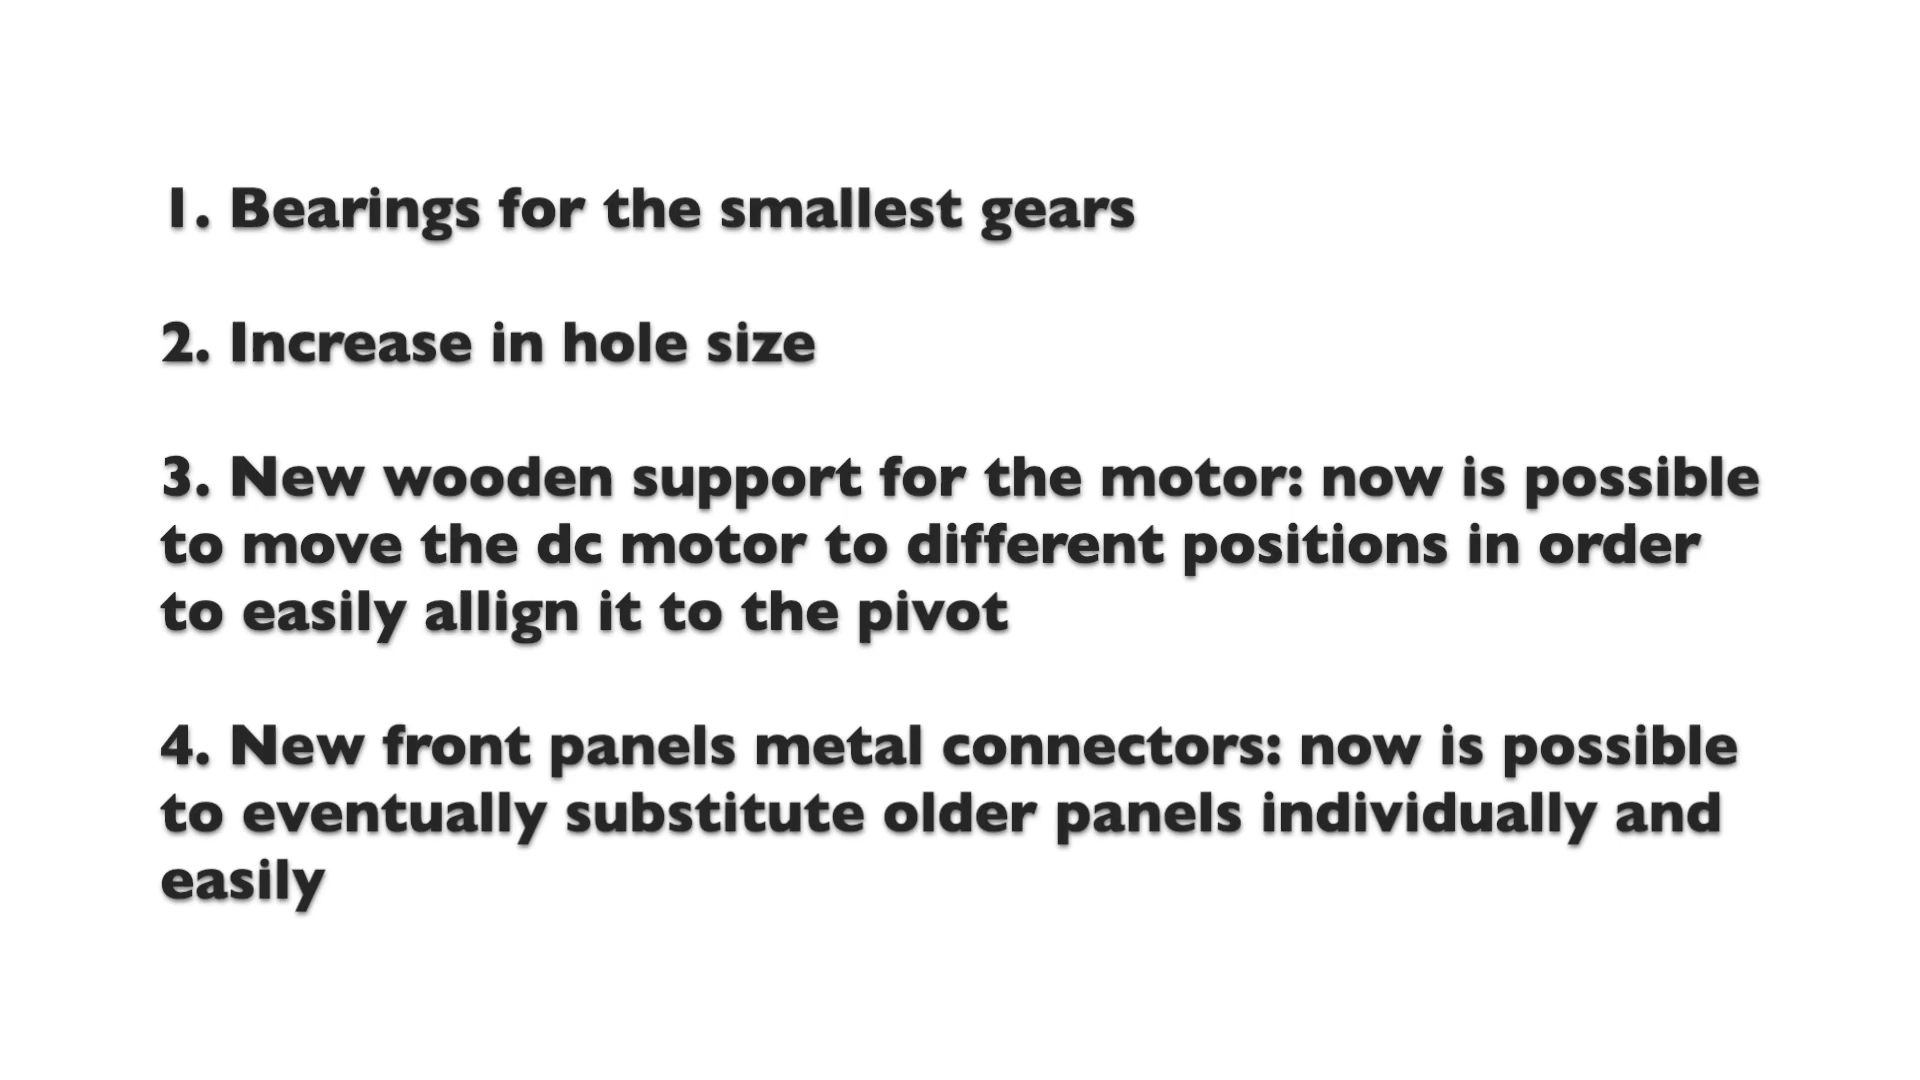 1. Bearings for the smallest gears
2. Increase in hole size
3. New wooden support for the motor: now is possible
to move the dc motor to different positions in order
to easily allign it to the pivot
4. New front panels metal connectors: now is possible
to eventually substitute older panels individually and
easily